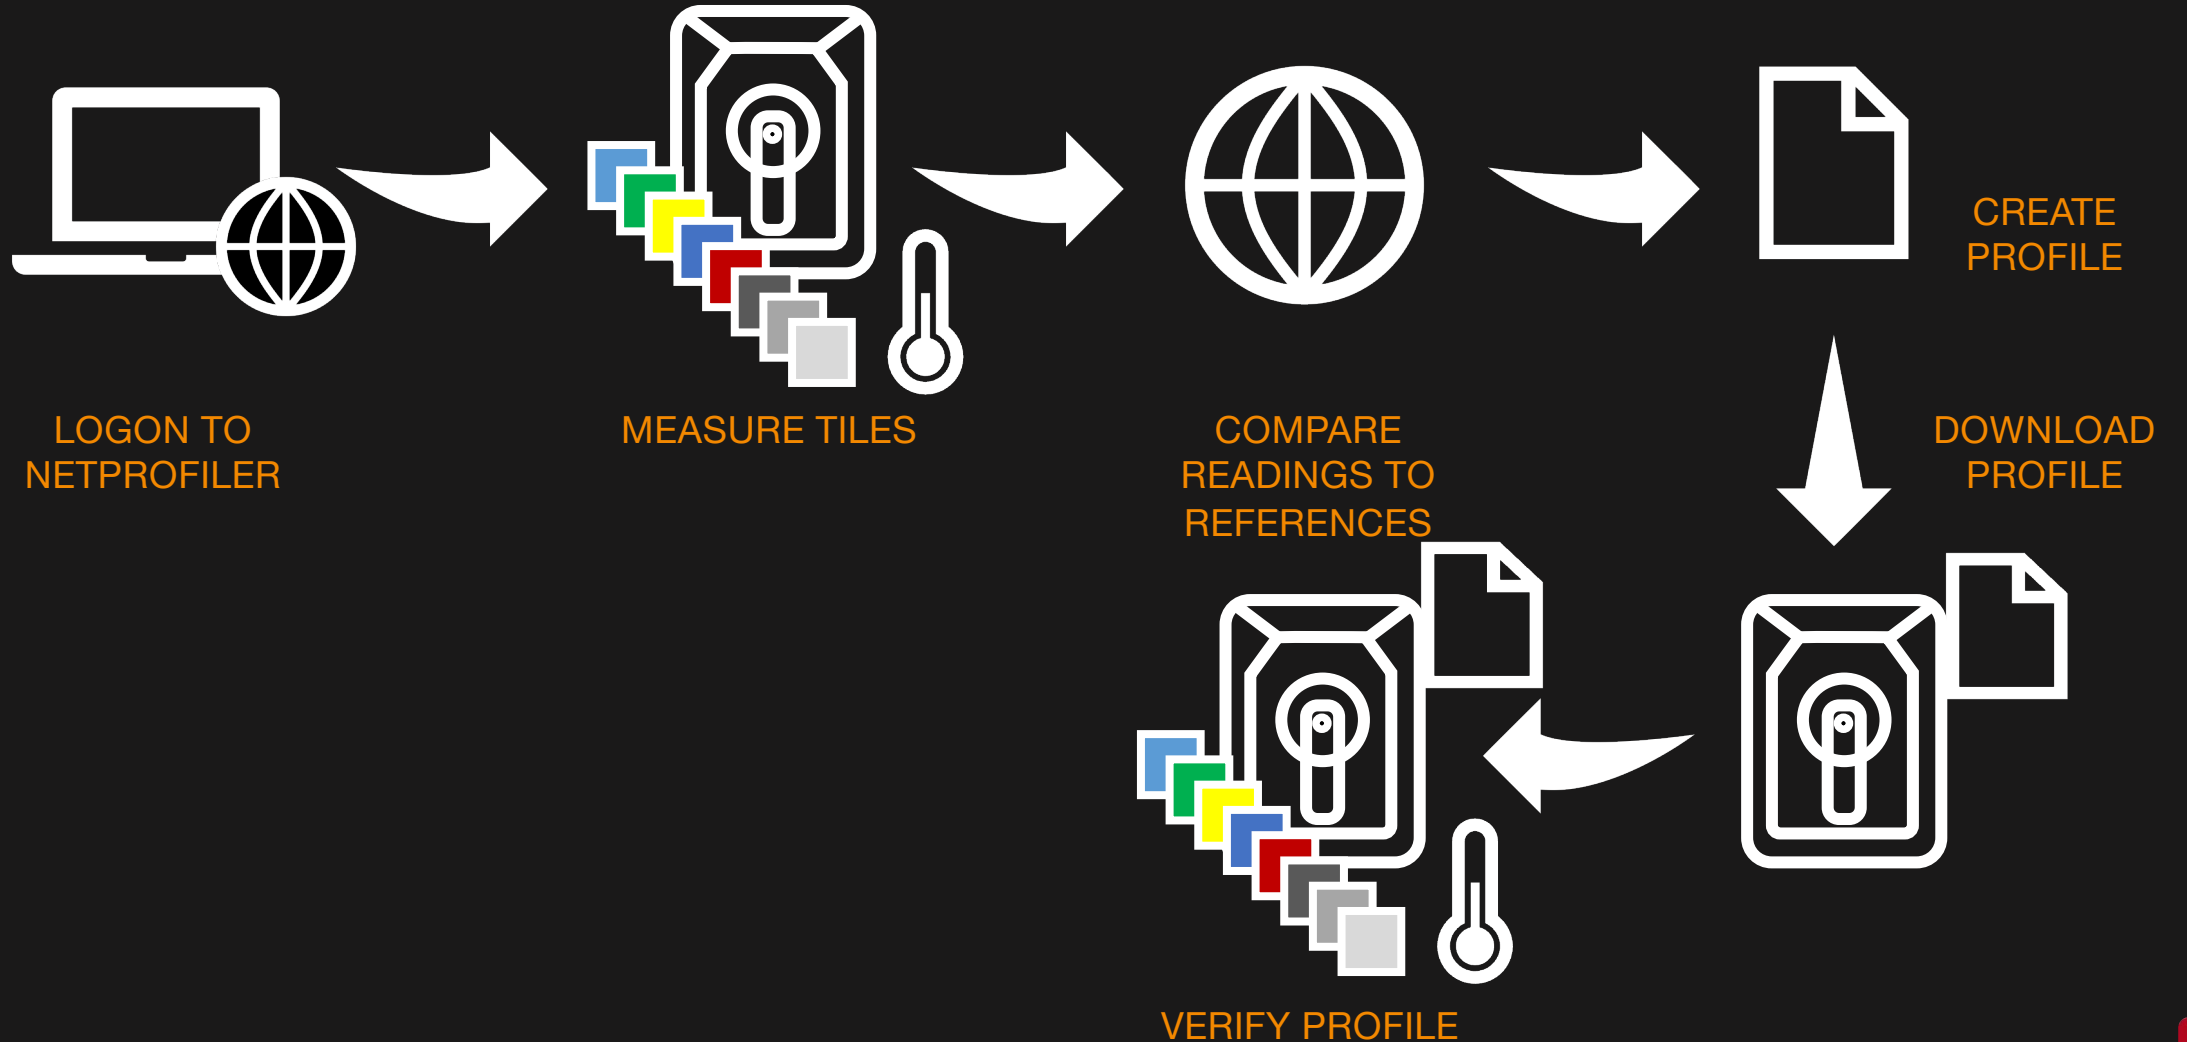 LOGON TO
NETPROFILER
MEASURE TILES
COMPARE
READINGS TO
REFERENCES
CREATE
PROFILE
DOWNLOAD
PROFILE
VERIFY PROFILE